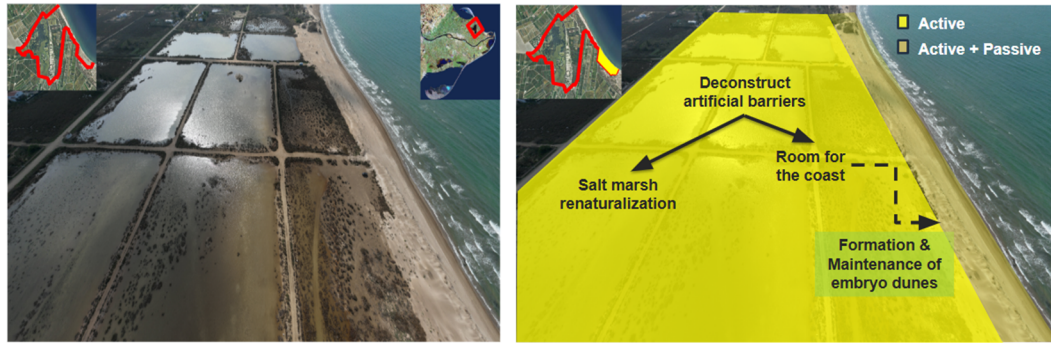 Active
Active + Passive
Deconstruct
artificial barriers
Room for
the coast
Salt marsh
renaturalization
Formation &
Maintenance of
embryo dunes